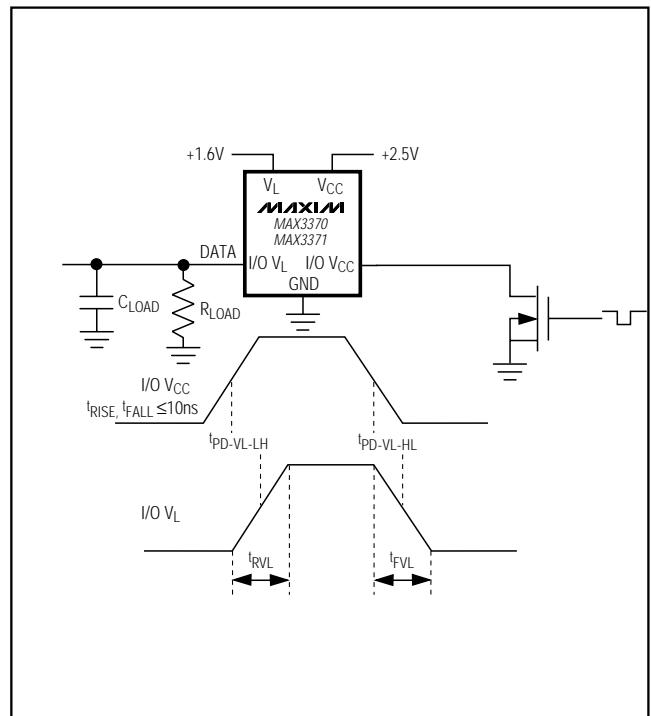 +1.6V +2.5V
VL VCC
MAXIM
MAX3370
MAX3371
DATA
I/O VL I/O VCC
GND
CLOAD RLOAD
I/O VCC
tRISE, tFALL ≤10ns
tPD-VL-LH tPD-VL-HL
I/O VL
tRVL tFVL